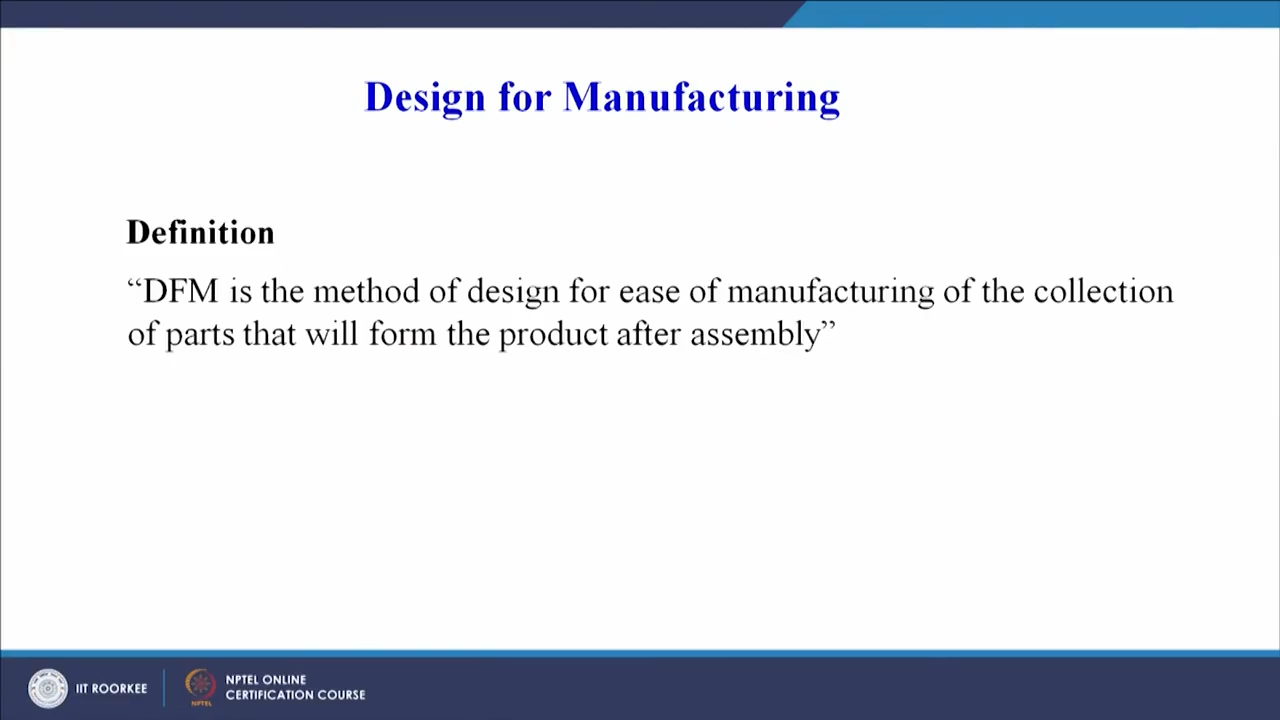 Design for Manufacturing
Definition
“DFM is the method of design for ease of manufacturing of the collection
of parts that will form the product after assembly”
IIT ROORKEE
NPTEL
NPTEL ONLINE
CERTIFICATION COURSE